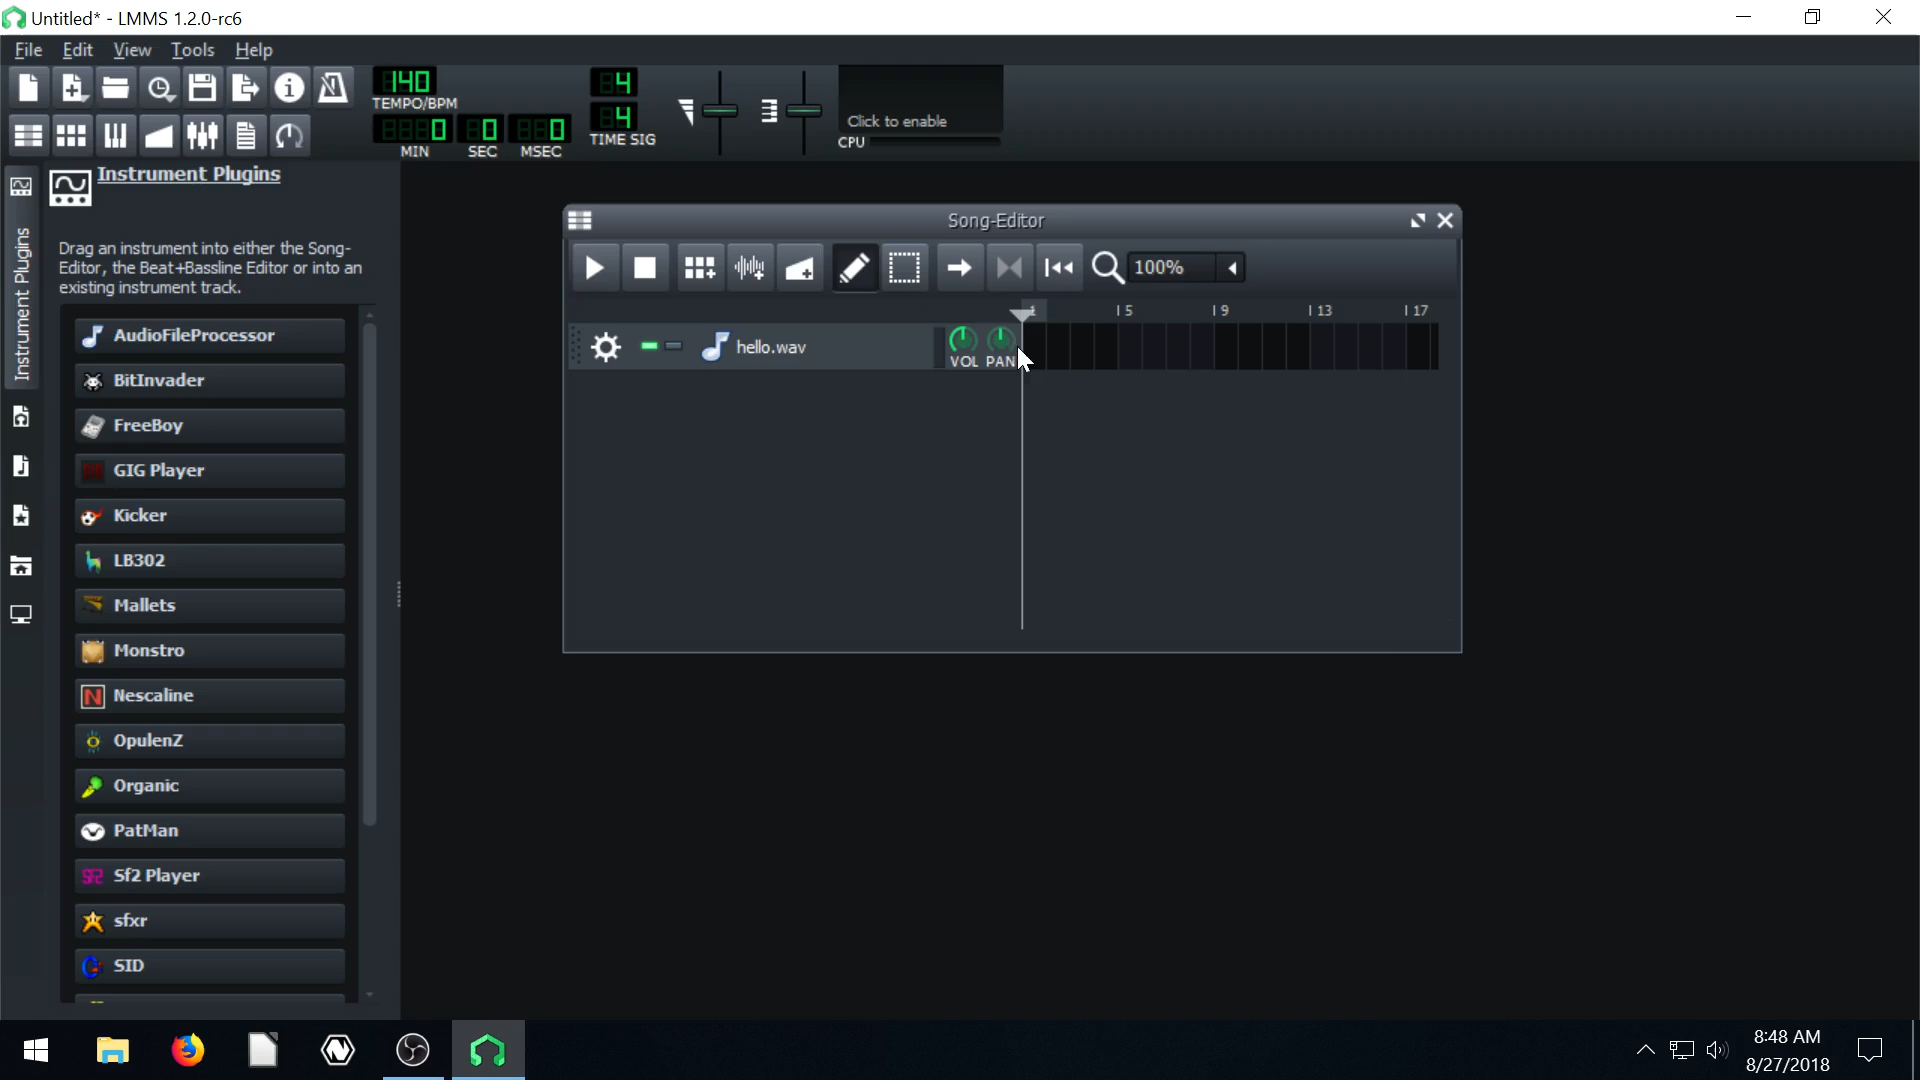 Untitled* - LMMS 1.2.0-rc6
File Edit View Tools Help
140
TEMPO/BPM
0 0 0
MIN SEC MSEC
4
4
TIME SIG
Click to enable
CPU
Instrument Plugins
Instrument Plugins
Drag an instrument into either the Song-
Editor, the Beat+Bassline Editor or into an
existing instrument track.
AudioFileProcessor
BitInvader
FreeBoy
GIG Player
Kicker
LB302
Mallets
Monstro
Nescaline
OpulenZ
Organic
PatMan
Sf2 Player
sfxr
SID
Song-Editor
100%
1 5 9 13 17
hello.wav
VOL PAN
8:48 AM
8/27/2018